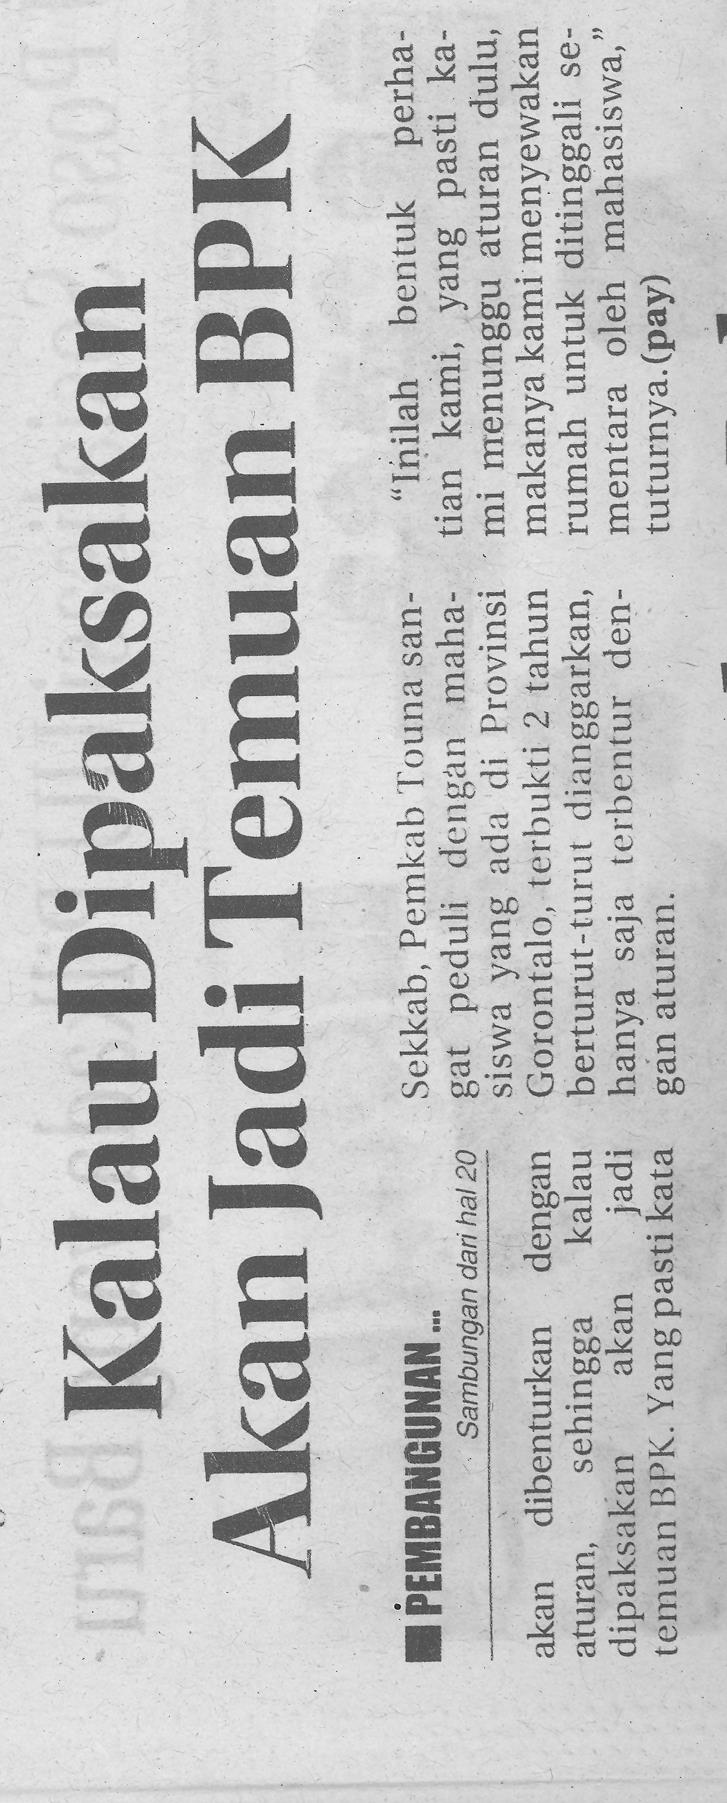 Kalau Dipaksakan
Akan Jadi Temuan BPK
■ PEMBANGUNAN ...
Sambungan dari hal 20
akan dibenturkan dengan
aturan, sehingga kalau
dipaksakan akan jadi
temuan BPK. Yang pasti kata
Sekkab, Pemkab Touna san-
gat peduli dengan maha-
siswa yang ada di Provinsi
Gorontalo, terbukti 2 tahun
berturut-turut dianggarkan,
hanya saja terbentur den-
gan aturan.
“Inilah bentuk perha-
tian kami, yang pasti ka-
mi menunggu aturan dulu,
makanya kami menyewakan
rumah untuk ditinggali se-
mentara oleh mahasiswa,”
tuturnya.(pay)